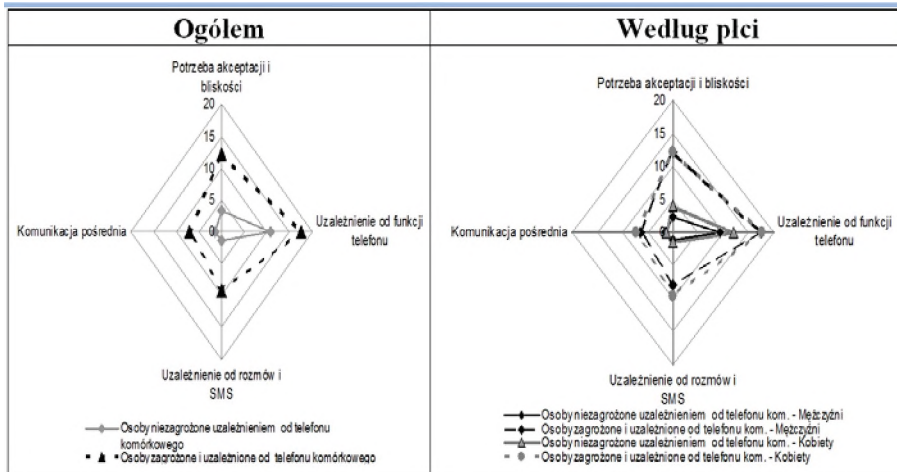 Ogółem
Według płci
Potrzeba akceptacji i
bliskości
20
15
10
5
0
Komunikacja pośrednia
Uzależnienie od funkcji
telefonu
Uzależnienie od rozmów i
SMS
Osoby niezagrożone uzależnieniem od telefonu
komórkowego
Osoby zagrożone i uzależnione od telefonu komórkowego
Potrzeba akceptacji i bliskości
20
15
10
5
0
Komunikacja pośrednia
Uzależnienie od funkcji
telefonu
Uzależnienie od rozmów i
SMS
Osoby niezagrożone uzależnieniem od telefonu kom. - Mężczyźni
Osoby zagrożone i uzależnione od telefonu kom. - Mężczyźni
Osoby niezagrożone uzależnieniem od telefonu kom. - Kobiety
Osoby zagrożone i uzależnione od telefonu kom. - Kobiety